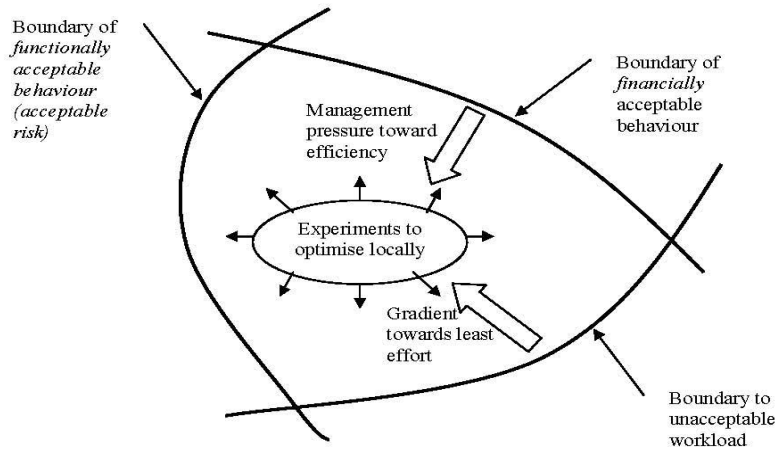 Boundary of
functionally
acceptable
behaviour
(acceptable
risk)
Boundary of
financially
acceptable
behaviour
Management
pressure toward
efficiency
Experiments to
optimise locally
Gradient
towards least
effort
Boundary to
unacceptable
workload